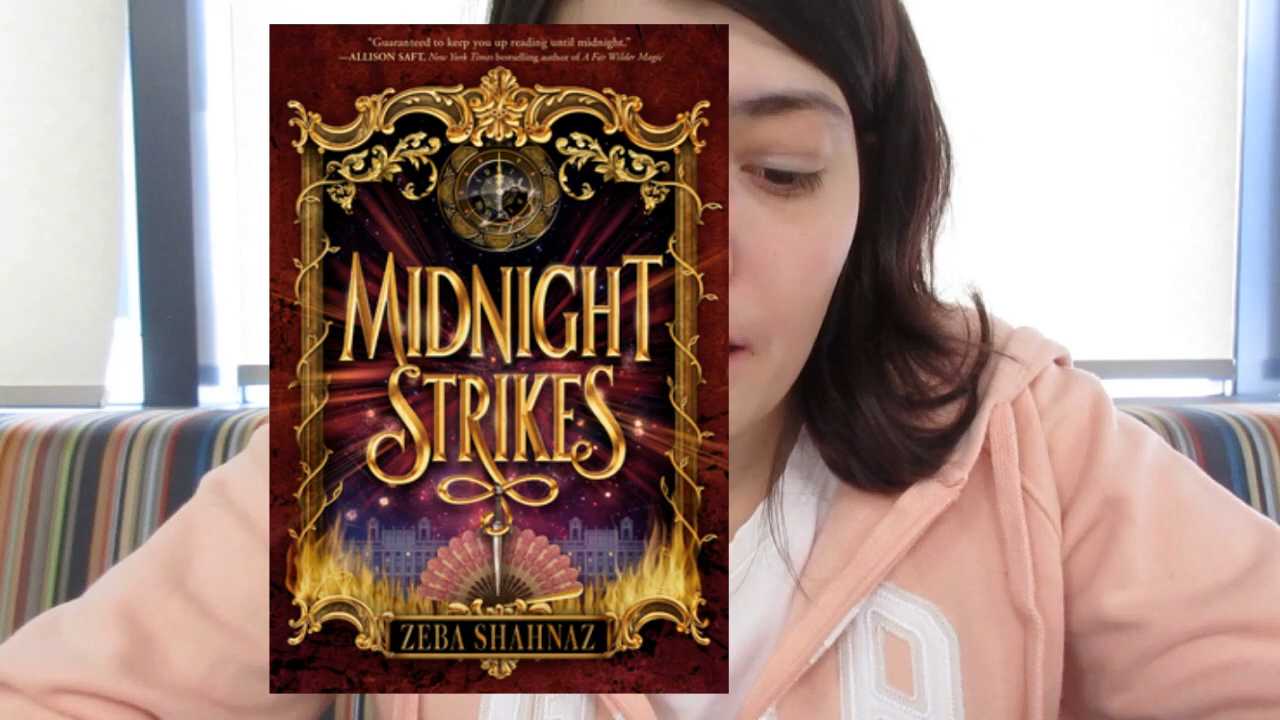 "Guaranteed to keep you up reading until midnight."
—ALLISON SAFT, New York Times bestselling author of A Far Wilder Magic
MIDNIGHT
STRIKES
ZEBA SHAHNAZ